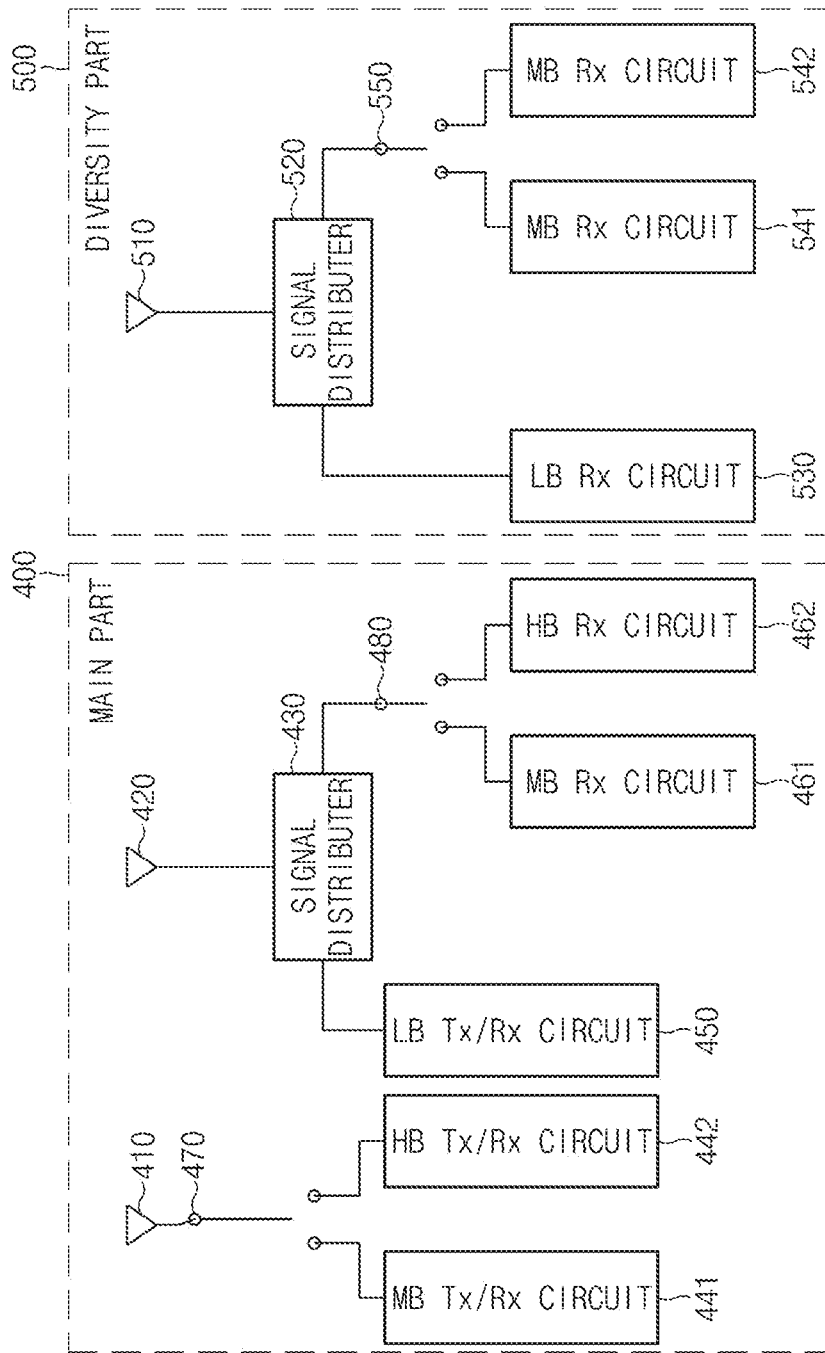 400
MAIN PART
410
470
420
430
SIGNAL
DISTRIBUTER
480
MB Tx/Rx CIRCUIT
441
HB Tx/Rx CIRCUIT
442
LB Tx/Rx CIRCUIT
450
MB Rx CIRCUIT
461
HB Rx CIRCUIT
462
500
DIVERSITY PART
510
520
SIGNAL
DISTRIBUTER
550
LB Rx CIRCUIT
530
MB Rx CIRCUIT
541
MB Rx CIRCUIT
542